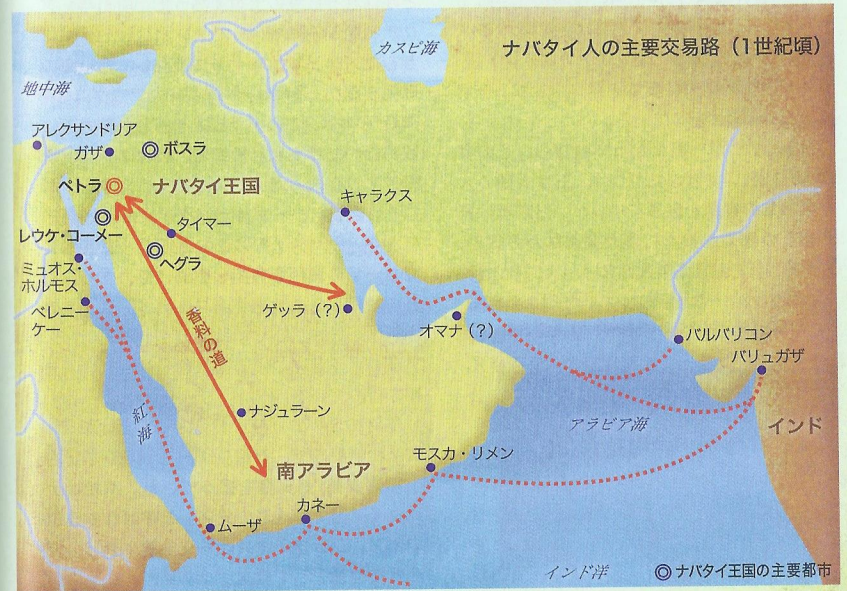 ナバタイ人の主要交易路（1世紀頃）
カスピ海
地中海
アレクサンドリア
ガザ
ボスラ
ペトラ
ナバタイ王国
キャラクス
タイマー
レウケ・コーメー
ヘグラ
ミュオス・
ホルモス
ベレニー
ケー
ゲッラ（？）
オマナ（？）
バルバリコン
バリュガザ
香料の道
ナジュラーン
紅海
アラビア海
インド
モスカ・リメン
南アラビア
カネー
ムーザ
インド洋
◎ナバタイ王国の主要都市